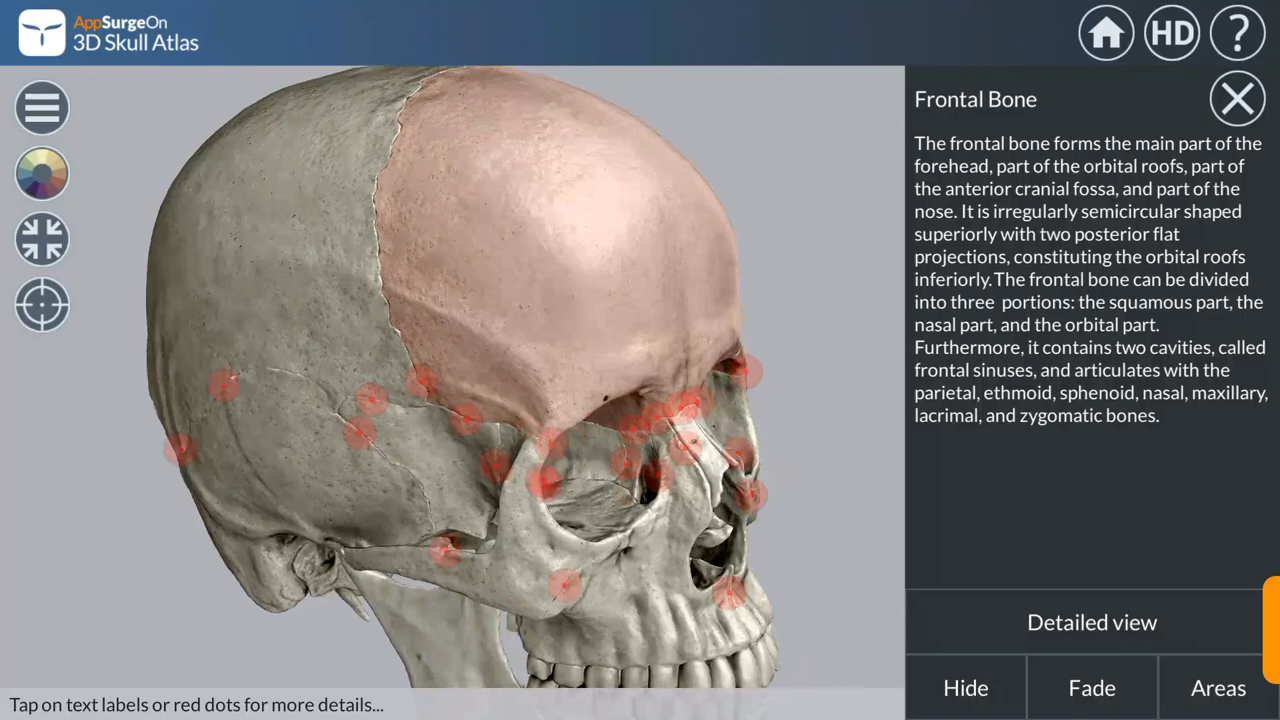 AppSurgeOn
3D Skull Atlas
HD
?
Frontal Bone
The frontal bone forms the main part of the
forehead, part of the orbital roofs, part of
the anterior cranial fossa, and part of the
nose. It is irregularly semicircular shaped
superiorly with two posterior flat
projections, constituting the orbital roofs
inferiorly. The frontal bone can be divided
into three portions: the squamous part, the
nasal part, and the orbital part.
Furthermore, it contains two cavities, called
frontal sinuses, and articulates with the
parietal, ethmoid, sphenoid, nasal, maxillary,
lacrimal, and zygomatic bones.
Detailed view
Hide
Fade
Areas
Tap on text labels or red dots for more details...